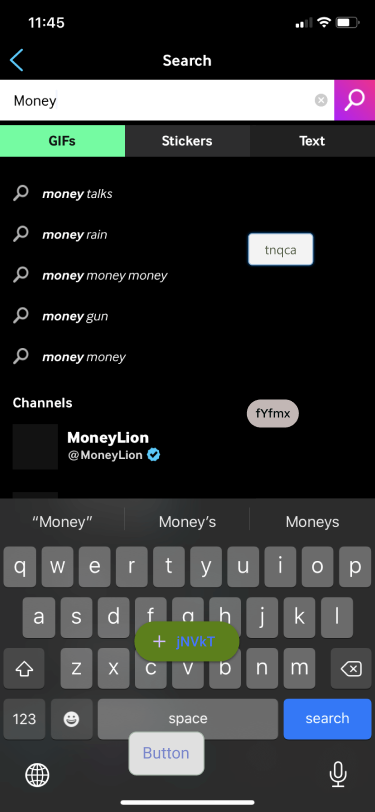 11:45
Search
Money
GIFs Stickers Text
money talks
money rain
tnqca
money money money
money gun
money money
Channels
fYfmx
MoneyLion
@MoneyLion
“Money” Money's Moneys
q w e r t y u i o p
a s d f g h j k l
+ jNVkT
z x c v b n m
123 space search
Button